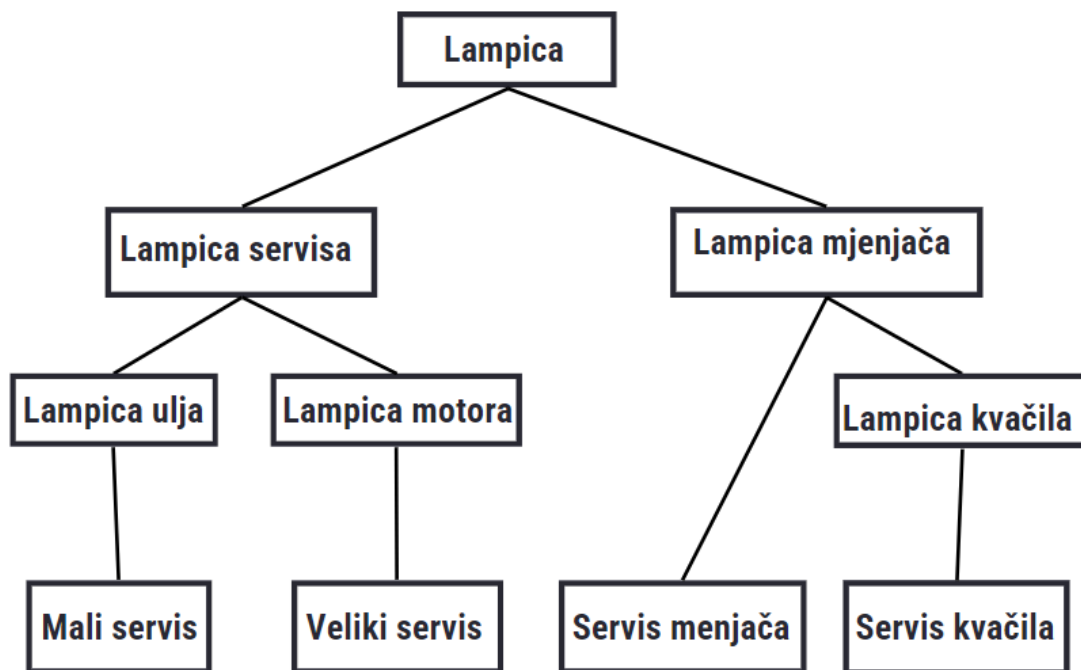 Lampica
Lampica servisa
Lampica mjenjača
Lampica ulja
Lampica motora
Lampica kvačila
Mali servis
Veliki servis
Servis menjača
Servis kvačila